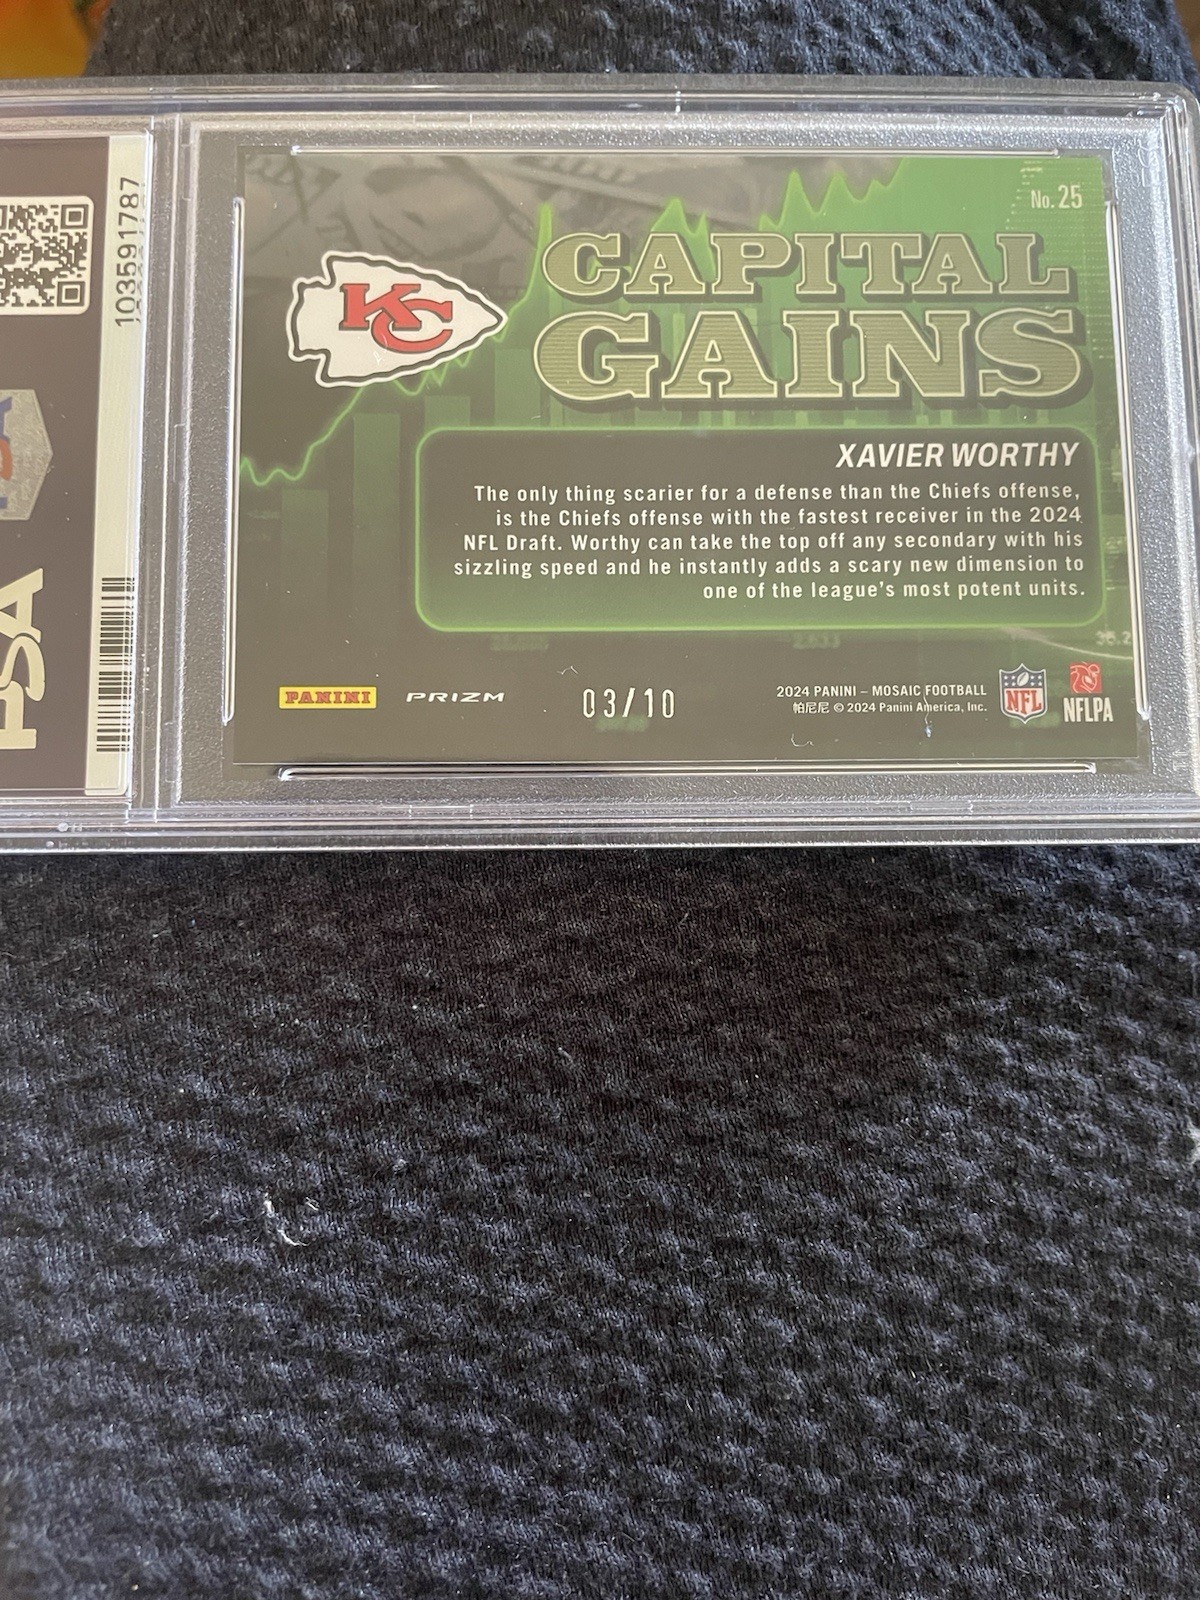 103591787
PSA
No. 25
KC
CAPITAL
GAINS
XAVIER WORTHY
The only thing scarier for a defense than the Chiefs offense,
is the Chiefs offense with the fastest receiver in the 2024
NFL Draft. Worthy can take the top off any secondary with his
sizzling speed and he instantly adds a scary new dimension to
one of the league's most potent units.
PANINI
PRIZM
03/10
2024 PANINI – MOSAIC FOOTBALL
帕尼尼 © 2024 Panini America, Inc.
NFL
NFLPA